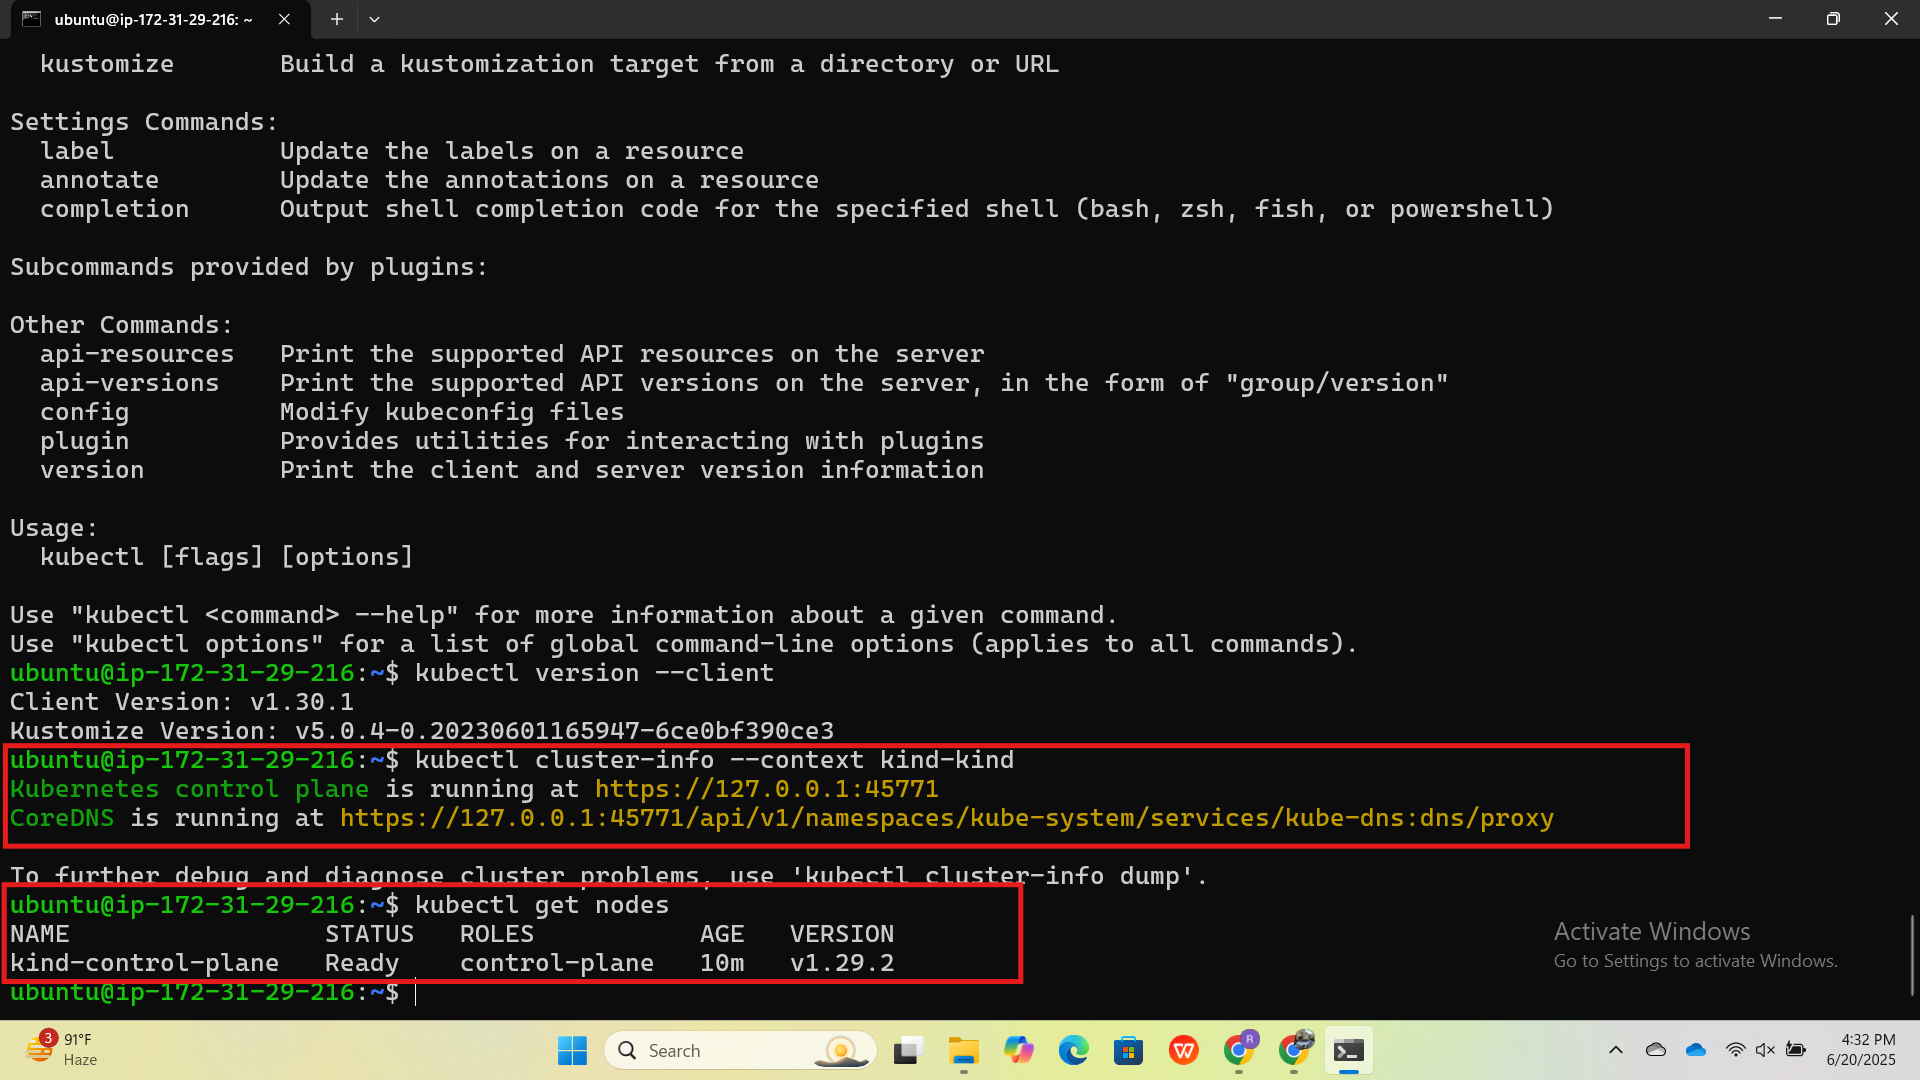 ubuntu@ip-172-31-29-216: ~
kustomize Build a kustomization target from a directory or URL
Settings Commands:
label Update the labels on a resource
annotate Update the annotations on a resource
completion Output shell completion code for the specified shell (bash, zsh, fish, or powershell)
Subcommands provided by plugins:
Other Commands:
api-resources Print the supported API resources on the server
api-versions Print the supported API versions on the server, in the form of "group/version"
config Modify kubeconfig files
plugin Provides utilities for interacting with plugins
version Print the client and server version information
Usage:
kubectl [flags] [options]
Use "kubectl <command> --help" for more information about a given command.
Use "kubectl options" for a list of global command-line options (applies to all commands).
ubuntu@ip-172-31-29-216:~$ kubectl version --client
Client Version: v1.30.1
Kustomize Version: v5.0.4-0.20230601165947-6ce0bf390ce3
ubuntu@ip-172-31-29-216:~$ kubectl cluster-info --context kind-kind
Kubernetes control plane is running at https://127.0.0.1:45771
CoreDNS is running at https://127.0.0.1:45771/api/v1/namespaces/kube-system/services/kube-dns:dns/proxy
To further debug and diagnose cluster problems, use 'kubectl cluster-info dump'.
ubuntu@ip-172-31-29-216:~$ kubectl get nodes
NAME STATUS ROLES AGE VERSION
kind-control-plane Ready control-plane 10m v1.29.2
ubuntu@ip-172-31-29-216:~$
Activate Windows
Go to Settings to activate Windows.
3
91°F
Haze
Search
R
4:32 PM
6/20/2025